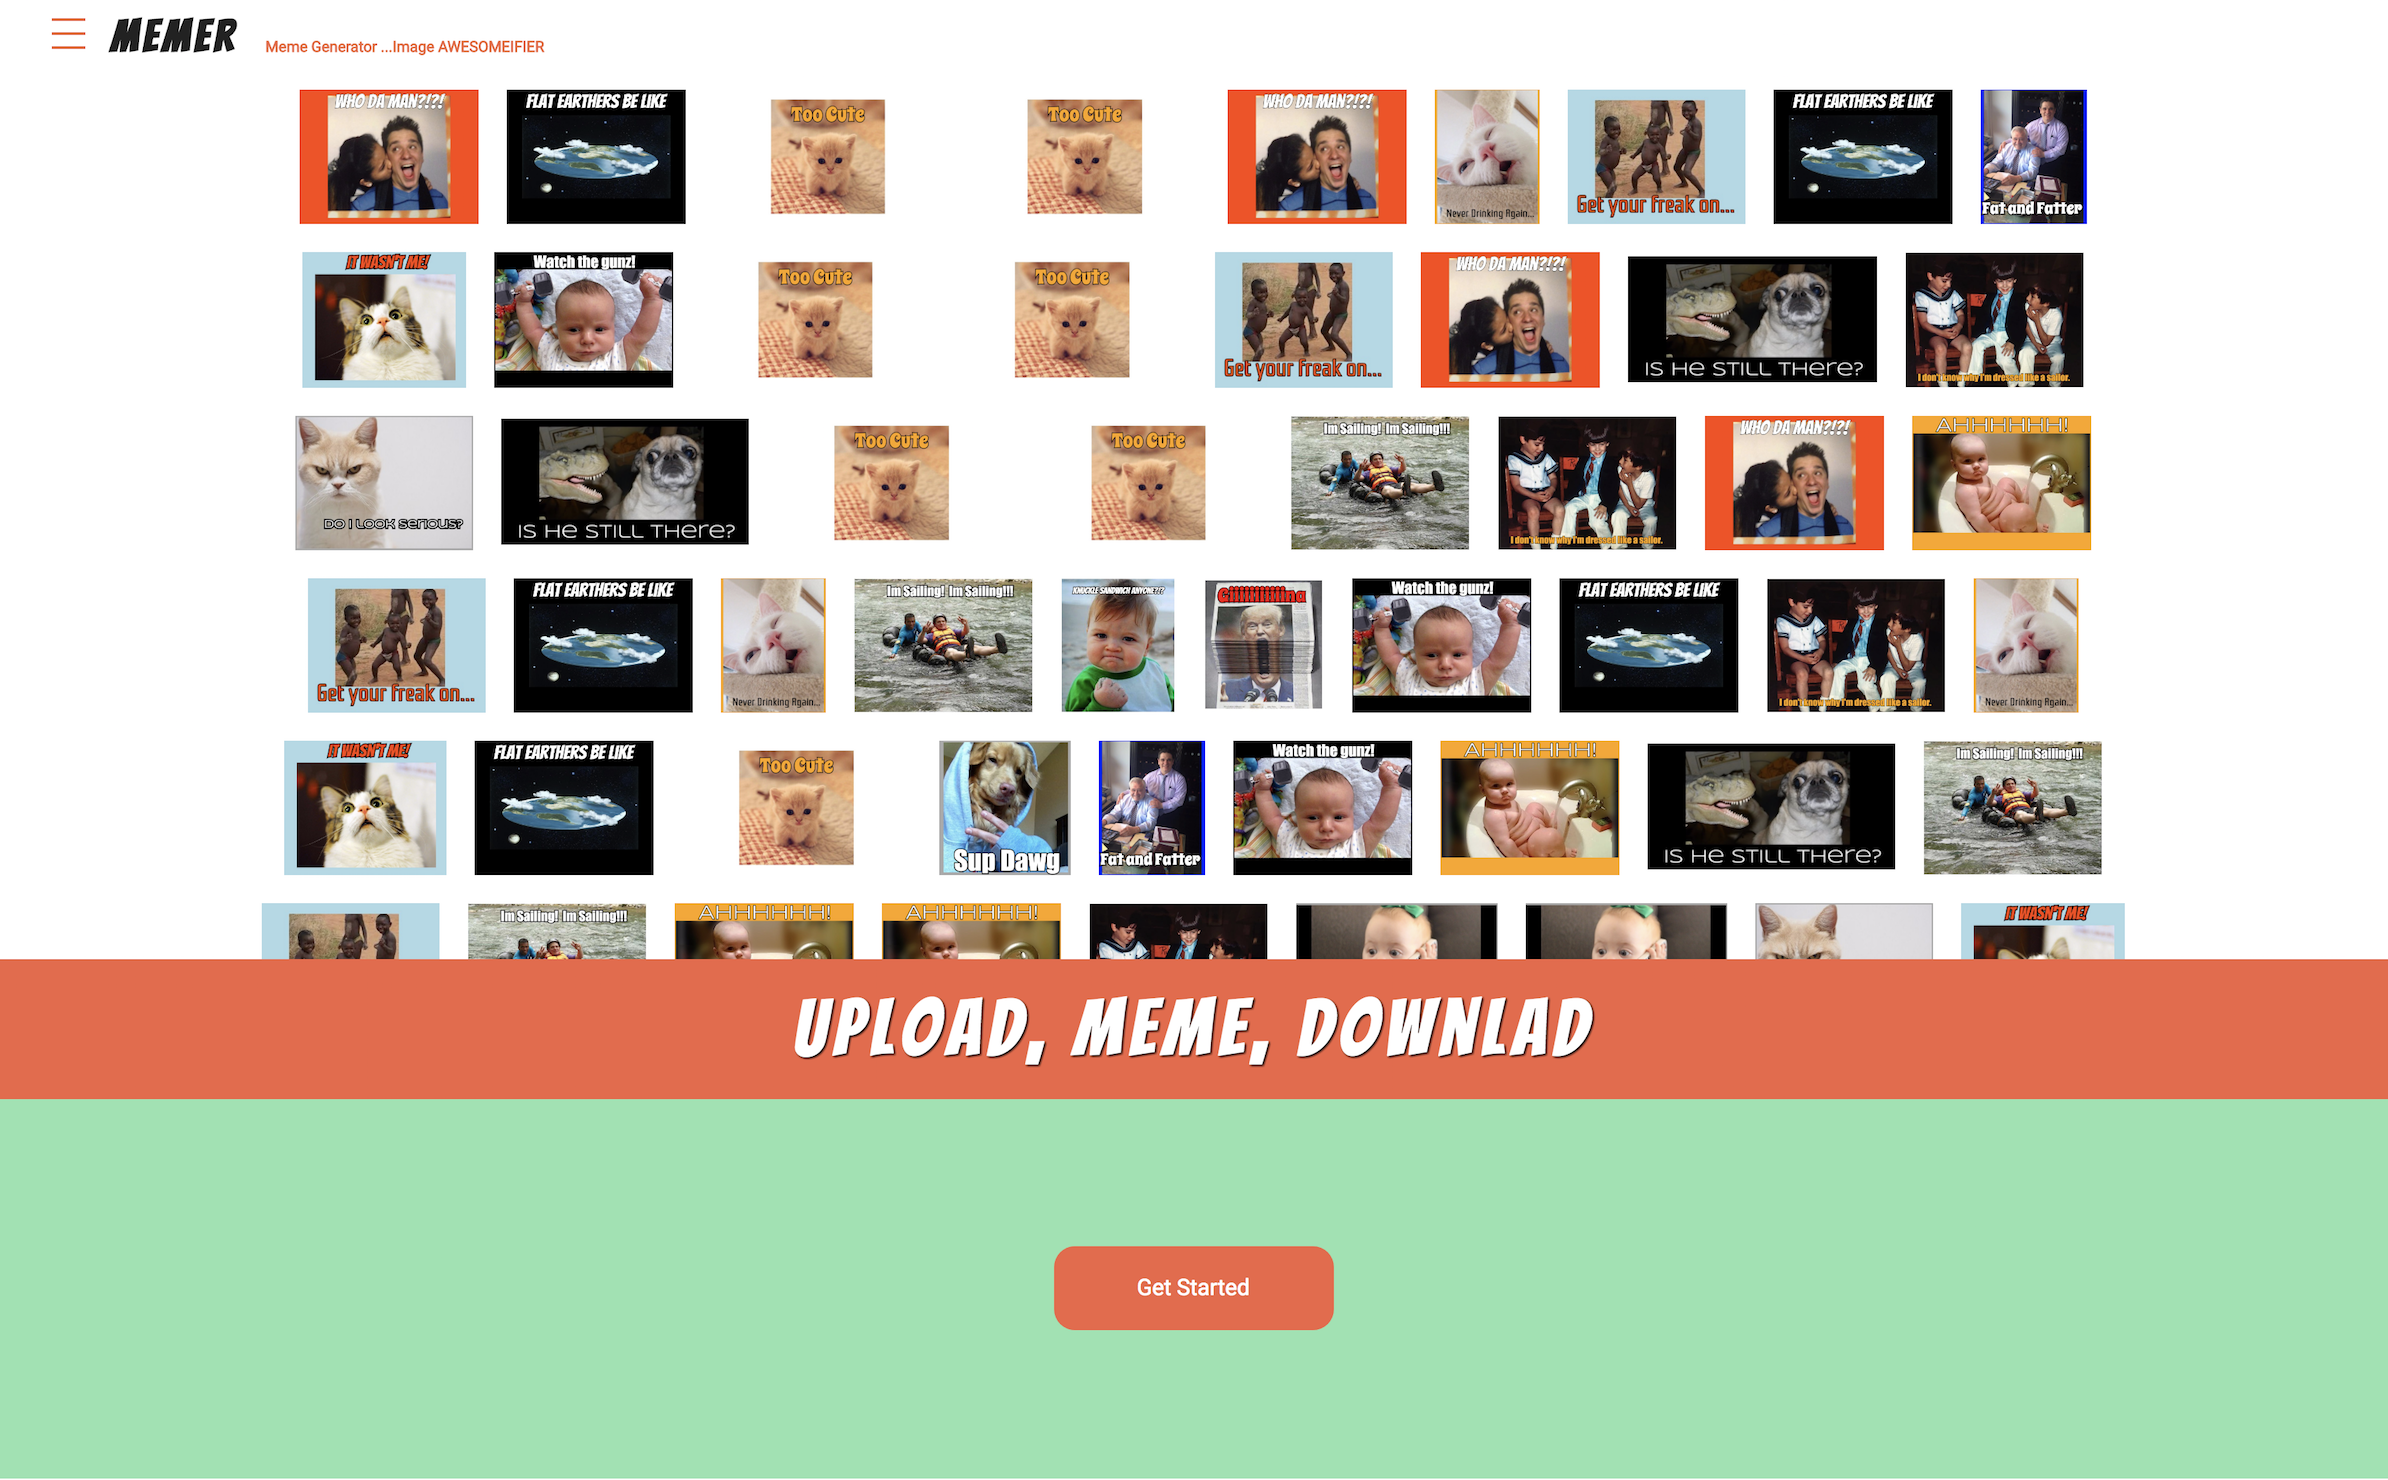 MEMER
Meme Generator ...Image AWESOMEIFIER
WHO DA MAN?!?!
FLAT EARTHERS BE LIKE
Too Cute
Too Cute
WHO DA MAN?!?!
Never Drinking Again...
Get your freak on...
FLAT EARTHERS BE LIKE
Fat and Fatter
IT WASN'T ME!
Watch the gunz!
Too Cute
Too Cute
Get your freak on...
WHO DA MAN?!?!
IS HE STILL THERE?
I don't know why I'm dressed like a sailor.
DO I LOOK SERIOUS?
IS HE STILL THERE?
Too Cute
Too Cute
Im Sailing! Im Sailing!!!
I don't know why I'm dressed like a sailor.
WHO DA MAN?!?!
AHHHHHH!
Get your freak on...
FLAT EARTHERS BE LIKE
Never Drinking Again...
Im Sailing! Im Sailing!!!
KNUCKLE SANDWICH ANYONE?!?
Watch the gunz!
FLAT EARTHERS BE LIKE
I don't know why I'm dressed like a sailor.
Never Drinking Again...
IT WASN'T ME!
FLAT EARTHERS BE LIKE
Too Cute
Sup Dawg
Fat and Fatter
Watch the gunz!
AHHHHHH!
IS HE STILL THERE?
Im Sailing! Im Sailing!!!
Im Sailing! Im Sailing!!!
AHHHHHH!
AHHHHHH!
IT WASN'T ME!
UPLOAD, MEME, DOWNLAD
Get Started